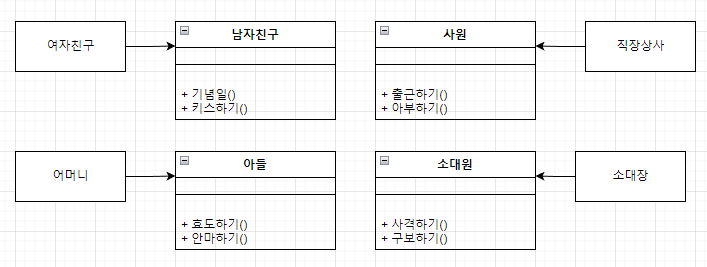 여자친구
남자친구
+ 기념일()
+ 키스하기()
사원
+ 출근하기()
+ 아부하기()
직장상사
어머니
아들
+ 효도하기()
+ 안마하기()
소대원
+ 사격하기()
+ 구보하기()
소대장